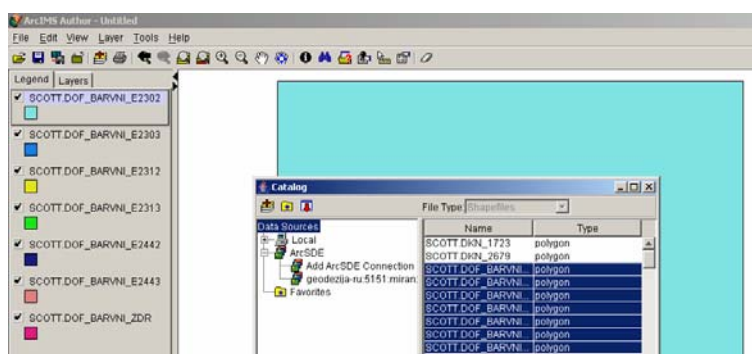 ArcIMS Author - Untitled
File Edit View Layer Tools Help
Legend Layers
SCOTT.DOF_BARVNI_E2302
SCOTT.DOF_BARVNI_E2303
SCOTT.DOF_BARVNI_E2312
SCOTT.DOF_BARVNI_E2313
SCOTT.DOF_BARVNI_E2442
SCOTT.DOF_BARVNI_E2443
SCOTT.DOF_BARVNI_ZDR
Catalog
File Type: Shapefiles
Data Sources
Local
ArcSDE
Add ArcSDE Connection
geodezija-ru:5151:miran:
Favorites
Name Type
SCOTT.DKN_1723 polygon
SCOTT.DKN_2679 polygon
SCOTT.DOF_BARVNI... polygon
SCOTT.DOF_BARVNI... polygon
SCOTT.DOF_BARVNI... polygon
SCOTT.DOF_BARVNI... polygon
SCOTT.DOF_BARVNI... polygon
SCOTT.DOF_BARVNI... polygon
SCOTT.DOF_BARVNI... polygon